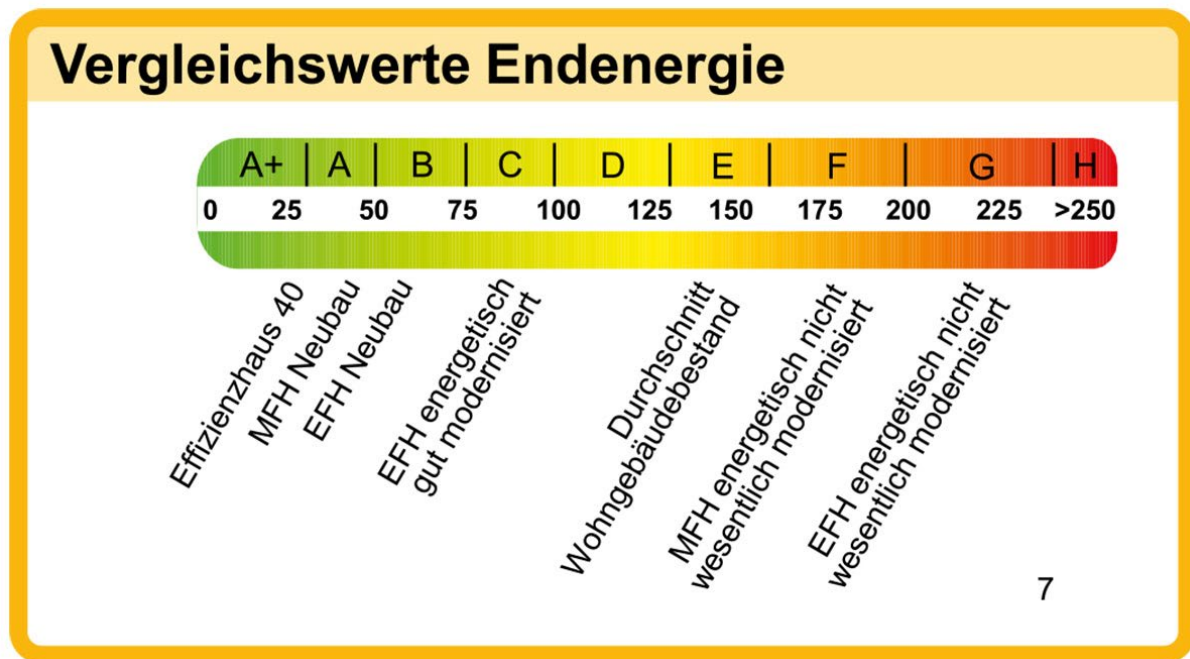 Vergleichswerte Endenergie
A+ | A | B | C | D | E | F | G | H
0 25 50 75 100 125 150 175 200 225 >250
Effizienzhaus 40
MFH Neubau
EFH Neubau
EFH energetisch
gut modernisiert
Durchschnitt
Wohngebäudebestand
MFH energetisch nicht
wesentlich modernisiert
EFH energetisch nicht
wesentlich modernisiert
7